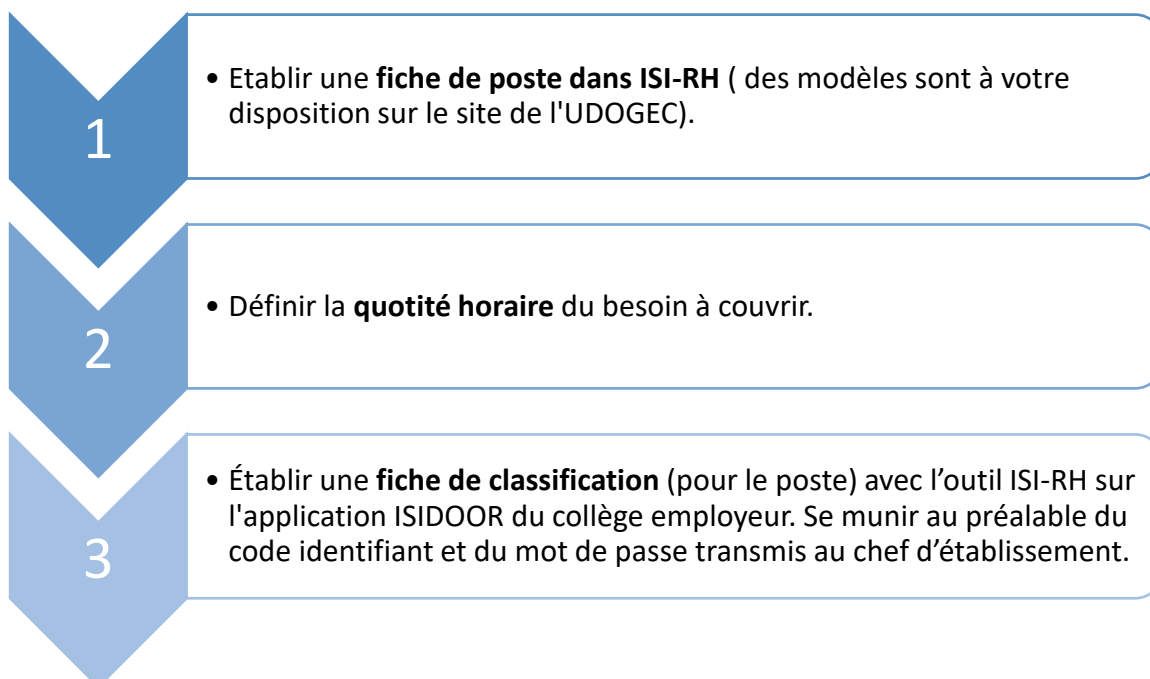 1
• Etablir une fiche de poste dans ISI-RH ( des modèles sont à votre
disposition sur le site de l'UDOGEC).
2
• Définir la quotité horaire du besoin à couvrir.
3
• Établir une fiche de classification (pour le poste) avec l’outil ISI-RH sur
l'application ISIDOOR du collège employeur. Se munir au préalable du
code identifiant et du mot de passe transmis au chef d’établissement.